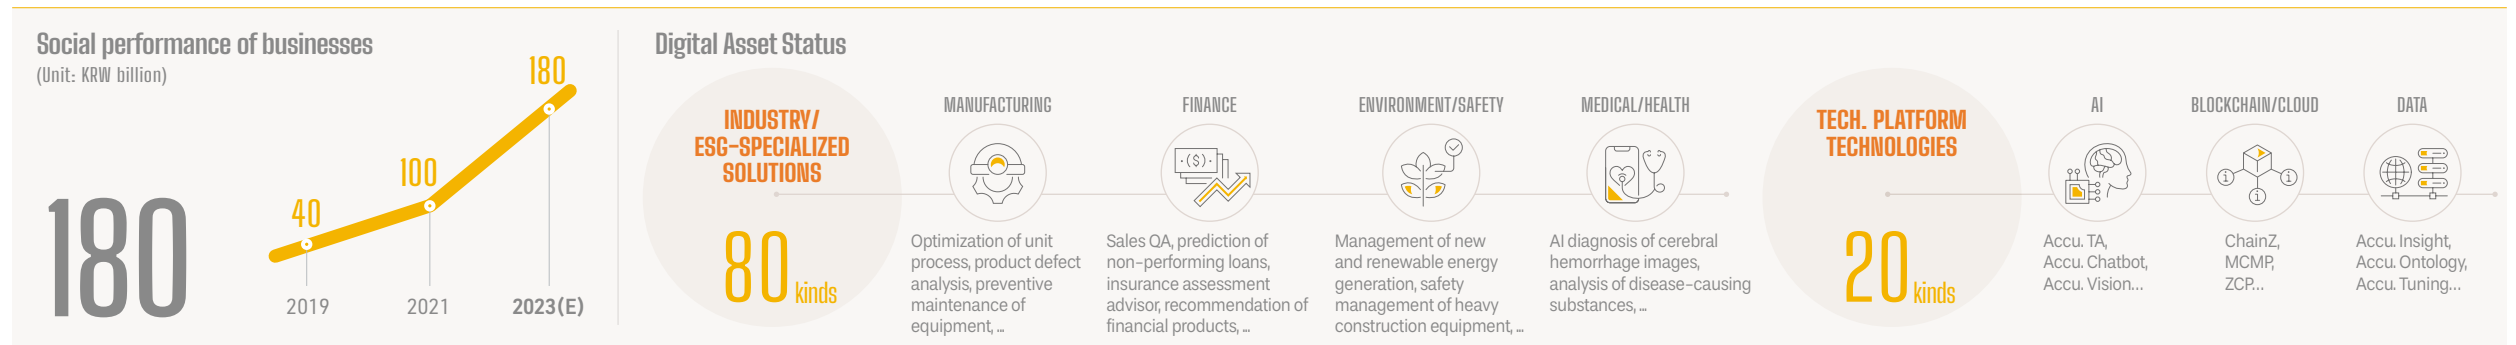 Social performance of businesses
(Unit: KRW billion)
180
40
100
180
2019
2021
2023(E)
Digital Asset Status
INDUSTRY/
ESG-SPECIALIZED
SOLUTIONS
80 kinds
MANUFACTURING
Optimization of unit
process, product defect
analysis, preventive
maintenance of
equipment, ...
FINANCE
($)
Sales QA, prediction of
non-performing loans,
insurance assessment
advisor, recommendation of
financial products, ...
ENVIRONMENT/SAFETY
Management of new
and renewable energy
generation, safety
management of heavy
construction equipment, ...
MEDICAL/HEALTH
AI diagnosis of cerebral
hemorrhage images,
analysis of disease-causing
substances, ...
TECH. PLATFORM
TECHNOLOGIES
20 kinds
AI
Accu. TA,
Accu. Chatbot,
Accu. Vision...
BLOCKCHAIN/CLOUD
i
i
i
ChainZ,
MCMP,
ZCP...
DATA
Accu. Insight,
Accu. Ontology,
Accu. Tuning...